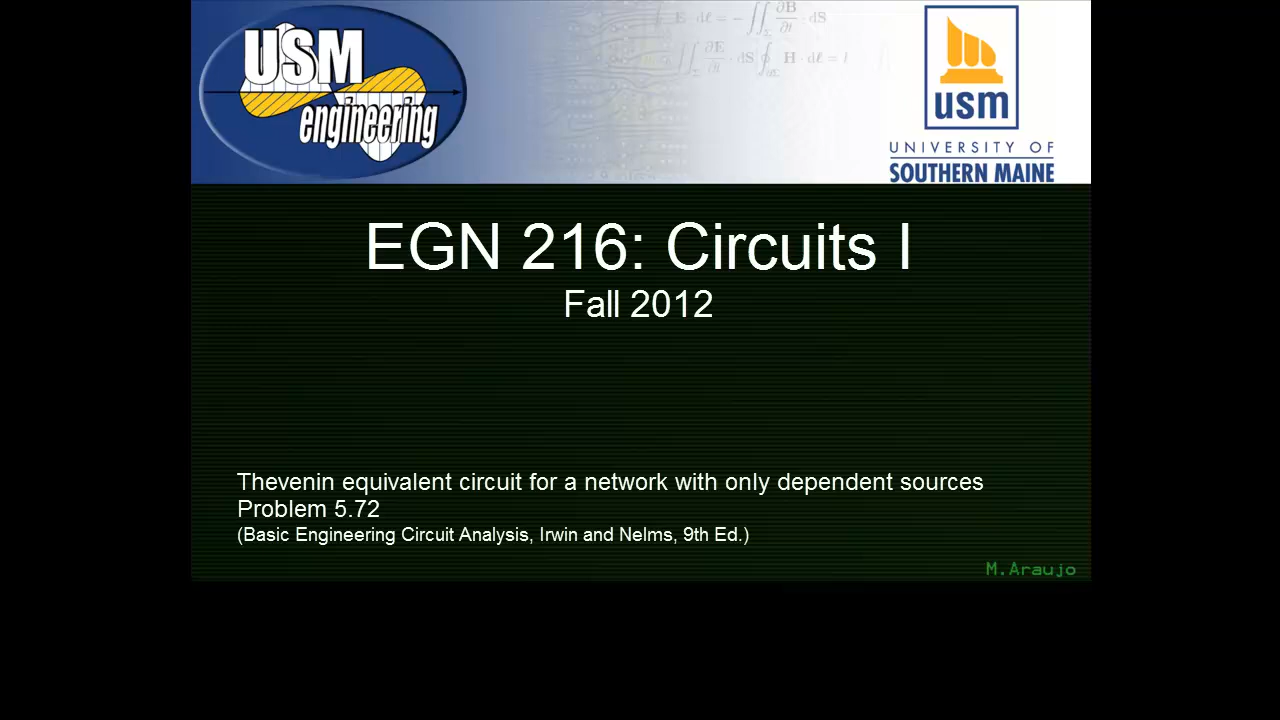 USM
engineering
usm
UNIVERSITY OF
SOUTHERN MAINE
EGN 216: Circuits I
Fall 2012
Thevenin equivalent circuit for a network with only dependent sources
Problem 5.72
(Basic Engineering Circuit Analysis, Irwin and Nelms, 9th Ed.)
M.Araujo